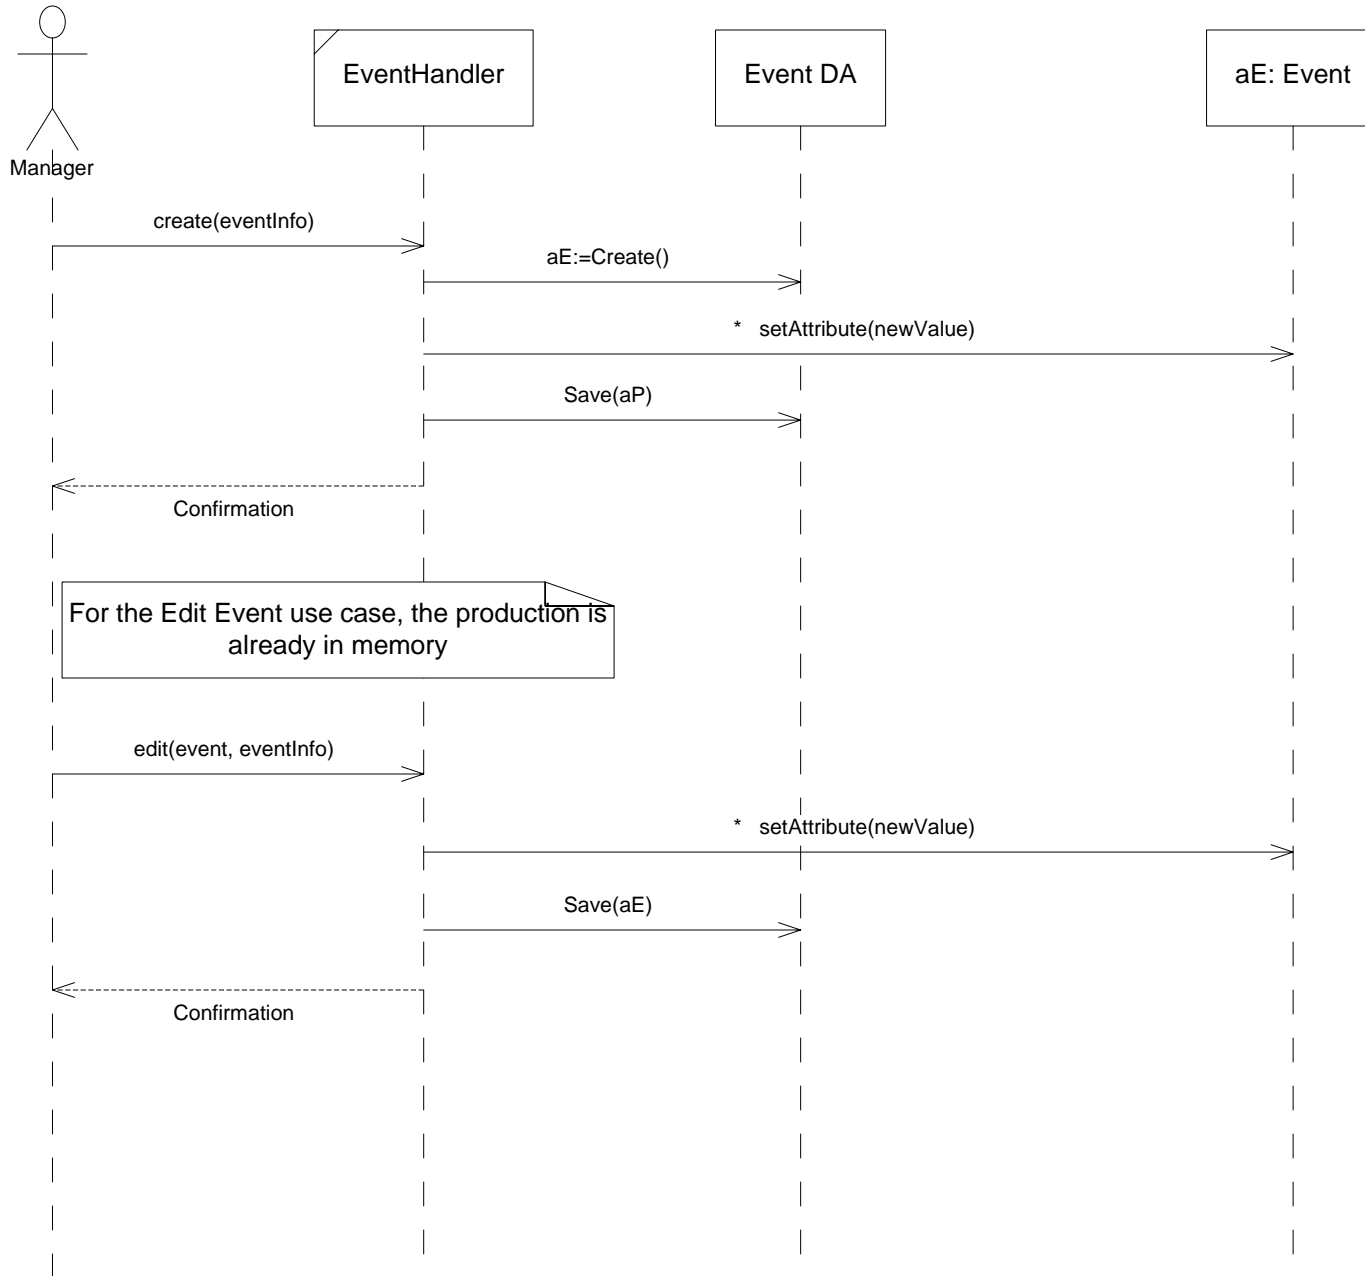 EventHandler
Event DA
aE: Event
Manager
create(eventInfo)
aE:=Create()
* setAttribute(newValue)
Save(aP)
Confirmation
For the Edit Event use case, the production is
already in memory
edit(event, eventInfo)
* setAttribute(newValue)
Save(aE)
Confirmation